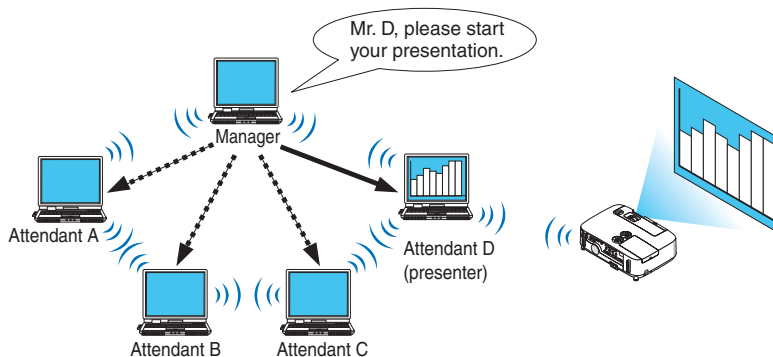 Mr. D, please start
your presentation.
Manager
Attendant A
Attendant D
(presenter)
Attendant B
Attendant C